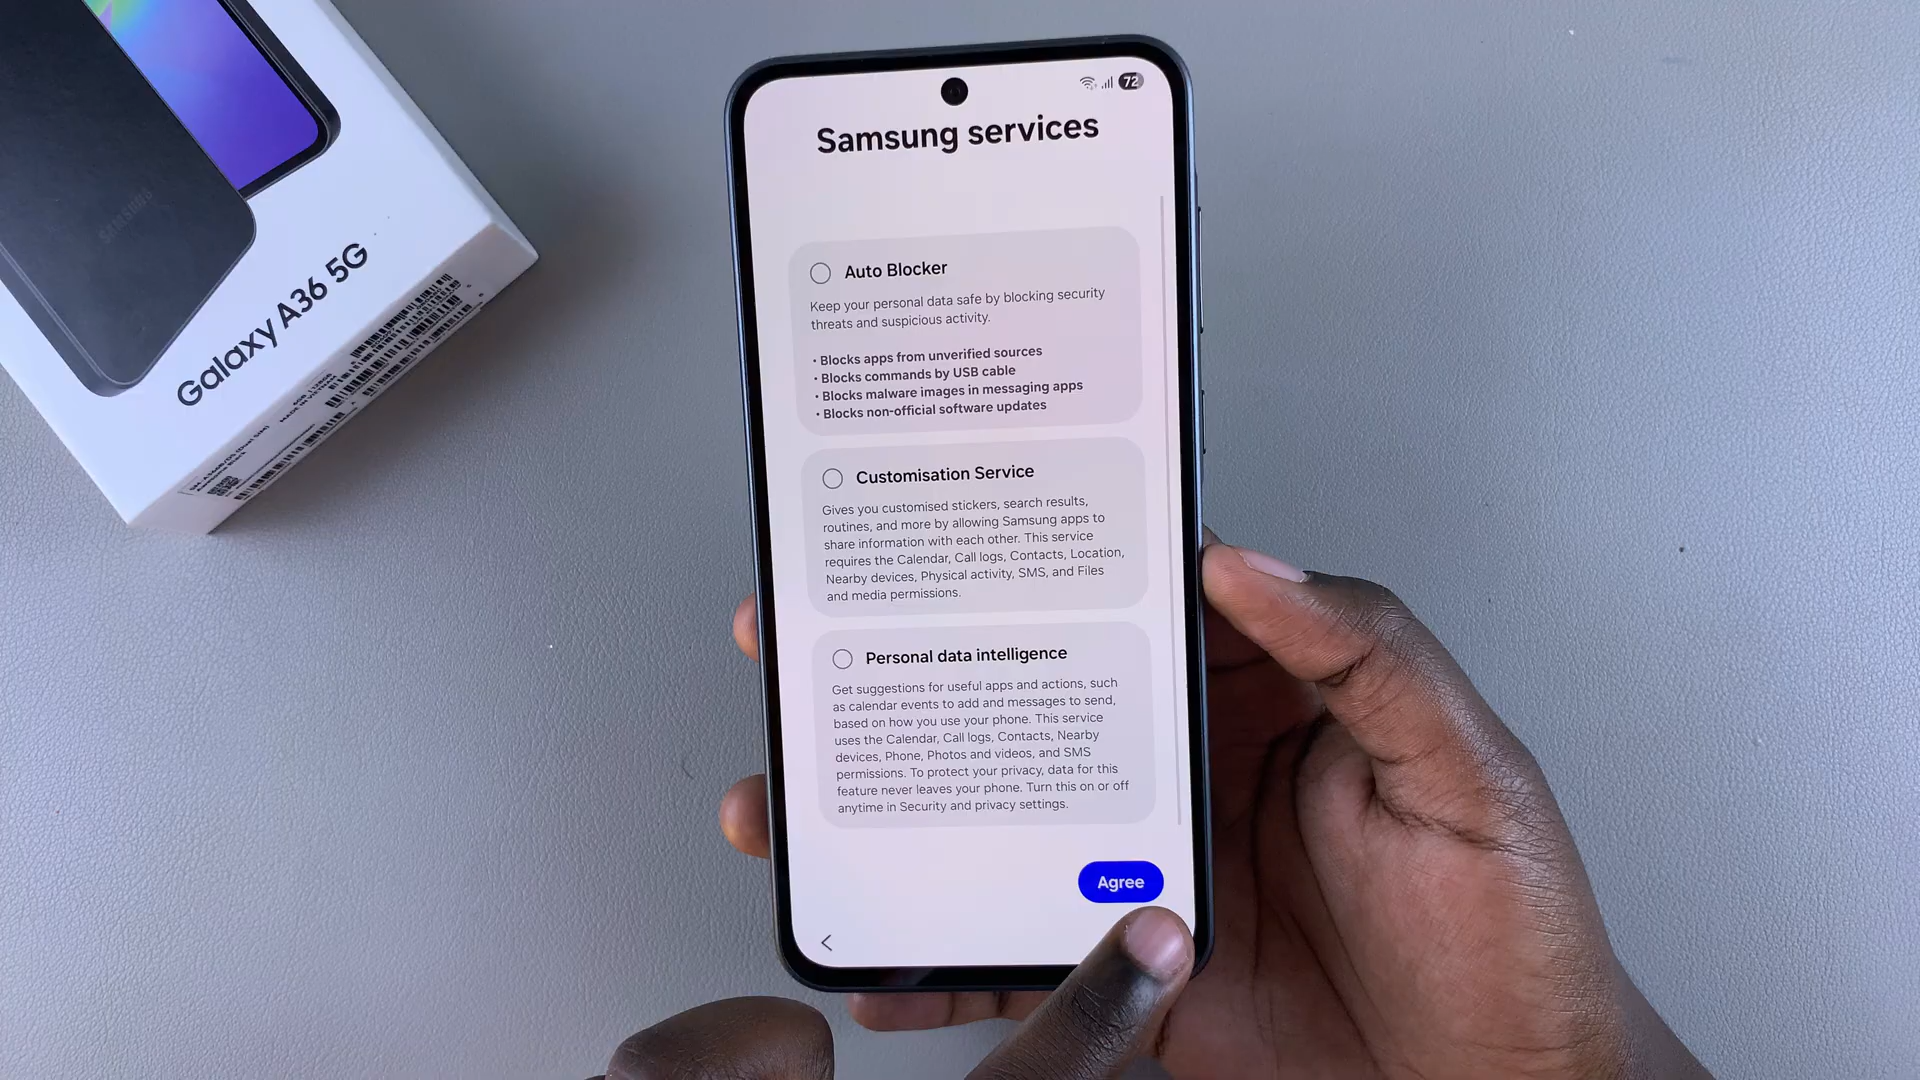 SAMSUNG
Galaxy A36 5G
MADE IN VIETNAM
72
Samsung services
Auto Blocker
Keep your personal data safe by blocking security
threats and suspicious activity.
• Blocks apps from unverified sources
• Blocks commands by USB cable
• Blocks malware images in messaging apps
• Blocks non-official software updates
Customisation Service
Gives you customised stickers, search results,
routines, and more by allowing Samsung apps to
share information with each other. This service
requires the Calendar, Call logs, Contacts, Location,
Nearby devices, Physical activity, SMS, and Files
and media permissions.
Personal data intelligence
Get suggestions for useful apps and actions, such
as calendar events to add and messages to send,
based on how you use your phone. This service
uses the Calendar, Call logs, Contacts, Nearby
devices, Phone, Photos and videos, and SMS
permissions. To protect your privacy, data for this
feature never leaves your phone. Turn this on or off
anytime in Security and privacy settings.
Agree